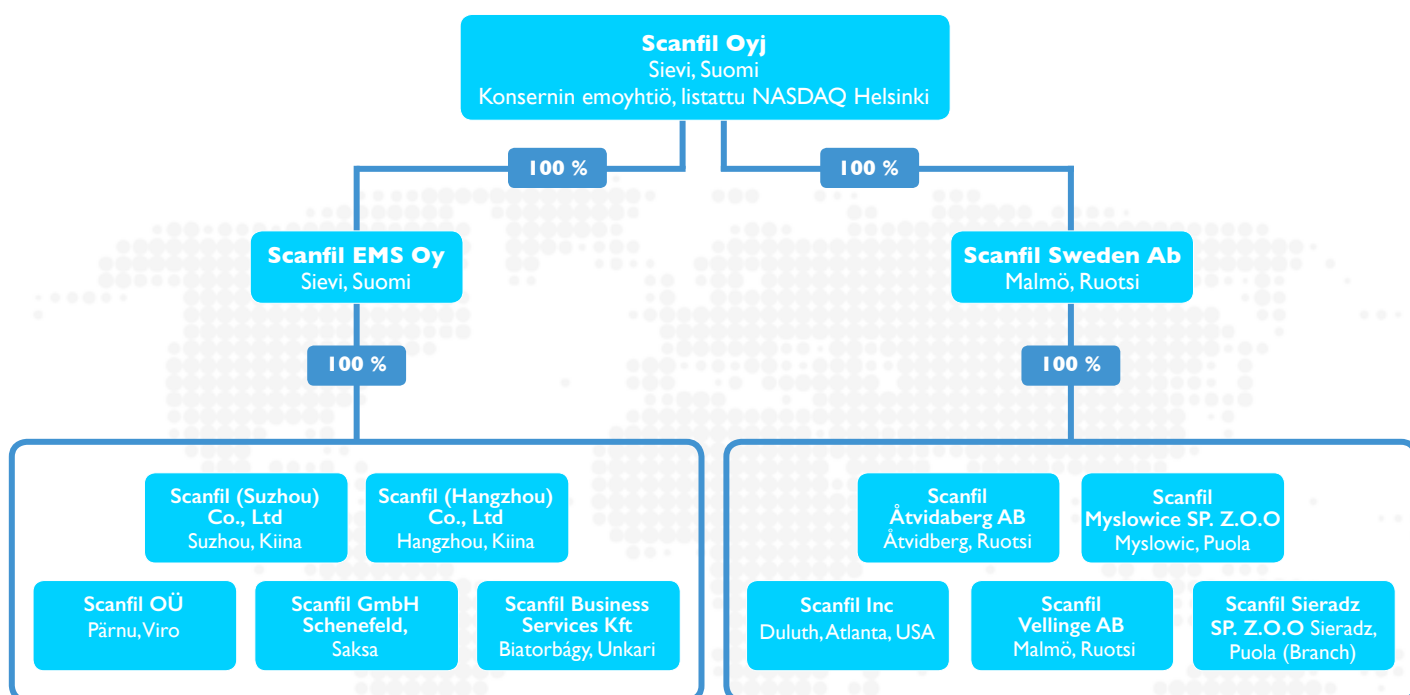 Scanfil Oyj
Sievi, Suomi
Konsernin emoyhtiö, listattu NASDAQ Helsinki
100 %
100 %
Scanfil EMS Oy
Sievi, Suomi
Scanfil Sweden Ab
Malmö, Ruotsi
100 %
100 %
Scanfil (Suzhou)
Co., Ltd
Suzhou, Kiina
Scanfil (Hangzhou)
Co., Ltd
Hangzhou, Kiina
Scanfil OÜ
Pärnu, Viro
Scanfil GmbH
Schenefeld,
Saksa
Scanfil Business
Services Kft
Biatorbágy, Unkari
Scanfil
Åtvidaberg AB
Åtvidberg, Ruotsi
Scanfil
Myslowice SP. Z.O.O
Myslowic, Puola
Scanfil Inc
Duluth, Atlanta, USA
Scanfil
Vellinge AB
Malmö, Ruotsi
Scanfil Sieradz
SP. Z.O.O Sieradz,
Puola (Branch)